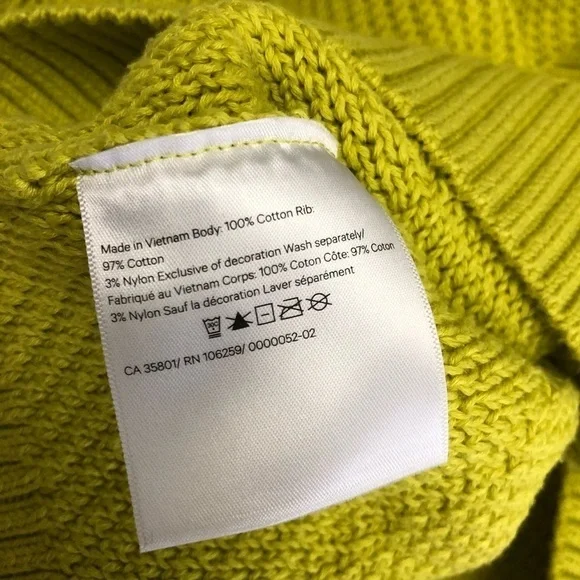 Made in Vietnam Body: 100% Cotton Rib:
97% Cotton
3% Nylon Exclusive of decoration Wash separately/
Fabriqué au Vietnam Corps: 100% Coton Côte: 97% Coton
3% Nylon Sauf la décoration Laver séparément
CA 35801/ RN 106259/ 0000052-02